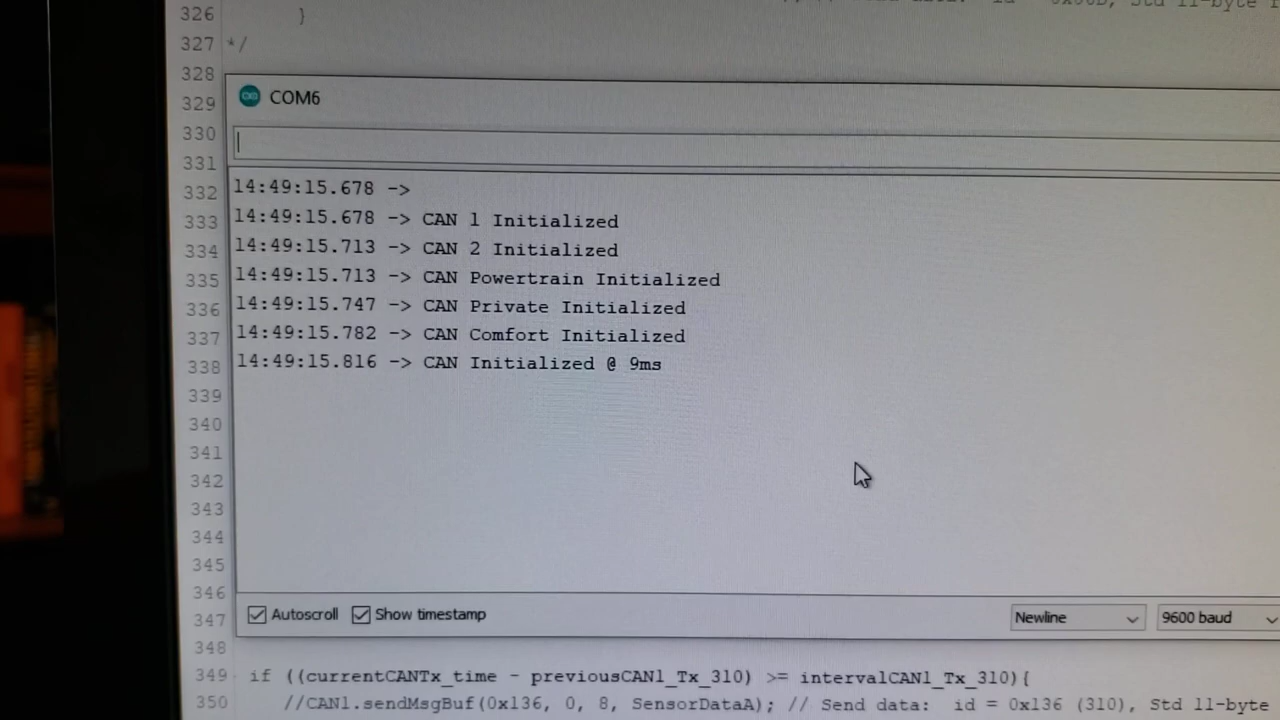 326 }
327 */
328
329 COM6
330
331
332 14:49:15.678 ->
333 14:49:15.678 -> CAN 1 Initialized
334 14:49:15.713 -> CAN 2 Initialized
335 14:49:15.713 -> CAN Powertrain Initialized
336 14:49:15.747 -> CAN Private Initialized
337 14:49:15.782 -> CAN Comfort Initialized
338 14:49:15.816 -> CAN Initialized @ 9ms
339
340
341
342
343
344
345
346
347 Autoscroll Show timestamp Newline 9600 baud
348
349 if ((currentCANTx_time - previousCAN1_Tx_310) >= intervalCAN1_Tx_310){
350 //CAN1.sendMsgBuf(0x136, 0, 8, SensorDataA); // Send data: id = 0x136 (310), Std 11-byte